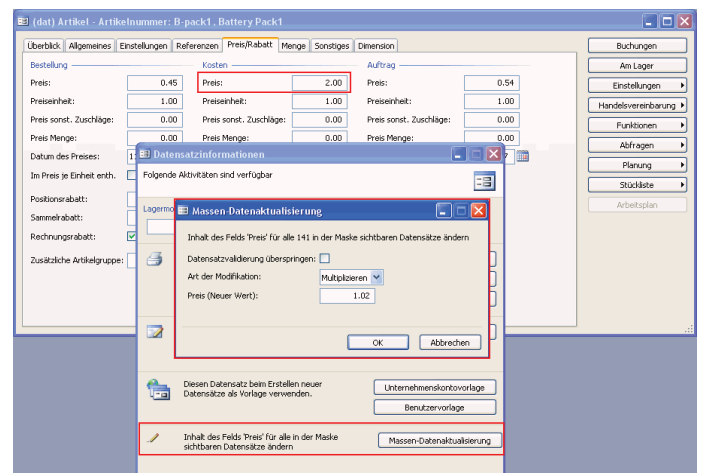 (dat) Artikel - Artikelnummer: B-pack1, Battery Pack1
Überblick Allgemeines Einstellungen Referenzen Preis/Rabatt Menge Sonstiges Dimension
Bestellung Kosten Auftrag
Preis: 0.45 Preis: 2.00 Preis: 0.54
Preiseinheit: 1.00 Preiseinheit: 1.00 Preiseinheit: 1.00
Preis sonst. Zuschläge: 0.00 Preis sonst. Zuschläge: 0.00 Preis sonst. Zuschläge: 0.00
Preis Menge: 0.00 Preis Menge: 0.00 Preis Menge: 0.00
Datum des Preises:
Im Preis je Einheit enth.
Positionsrabatt:
Sammelrabatt:
Rechnungsrabatt:
Zusätzliche Artikelgruppe:
Buchungen
Am Lager
Einstellungen
Handelsvereinbarung
Funktionen
Abfragen
Planung
Stückliste
Arbeitsplan
Datensatzinformationen
Folgende Aktivitäten sind verfügbar
Massen-Datenaktualisierung
Inhalt des Felds 'Preis' für alle 141 in der Maske sichtbaren Datensätze ändern
Datensatzvalidierung überspringen:
Art der Modifikation: Multiplizieren
Preis (Neuer Wert): 1.02
OK Abbrechen
Diesen Datensatz beim Erstellen neuer
Datensätze als Vorlage verwenden.
Unternehmenskontovorlage
Benutzervorlage
Inhalt des Felds 'Preis' für alle in der Maske
sichtbaren Datensätze ändern
Massen-Datenaktualisierung